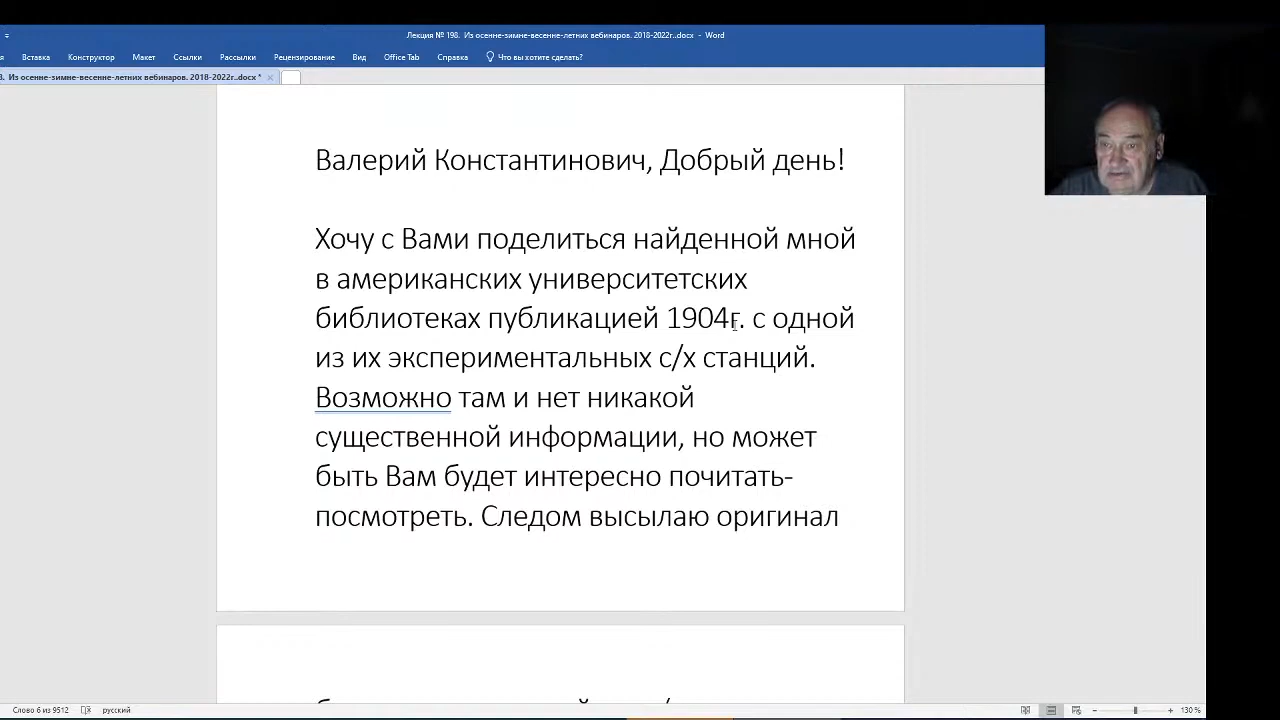 Лекция № 198. Из осенне-зимне-весенне-летних вебинаров. 2018-2022г..docx - Word
Вставка Конструктор Макет Ссылки Рассылки Рецензирование Вид Office Tab Справка Что вы хотите сделать?
Из осенне-зимне-весенне-летних вебинаров. 2018-2022г..docx *
Валерий Константинович, Добрый день!
Хочу с Вами поделиться найденной мной
в американских университетских
библиотеках публикацией 1904г. с одной
из их экспериментальных с/х станций.
Возможно там и нет никакой
существенной информации, но может
быть Вам будет интересно почитать-
посмотреть. Следом высылаю оригинал
Слово 6 из 9512 русский 130 %